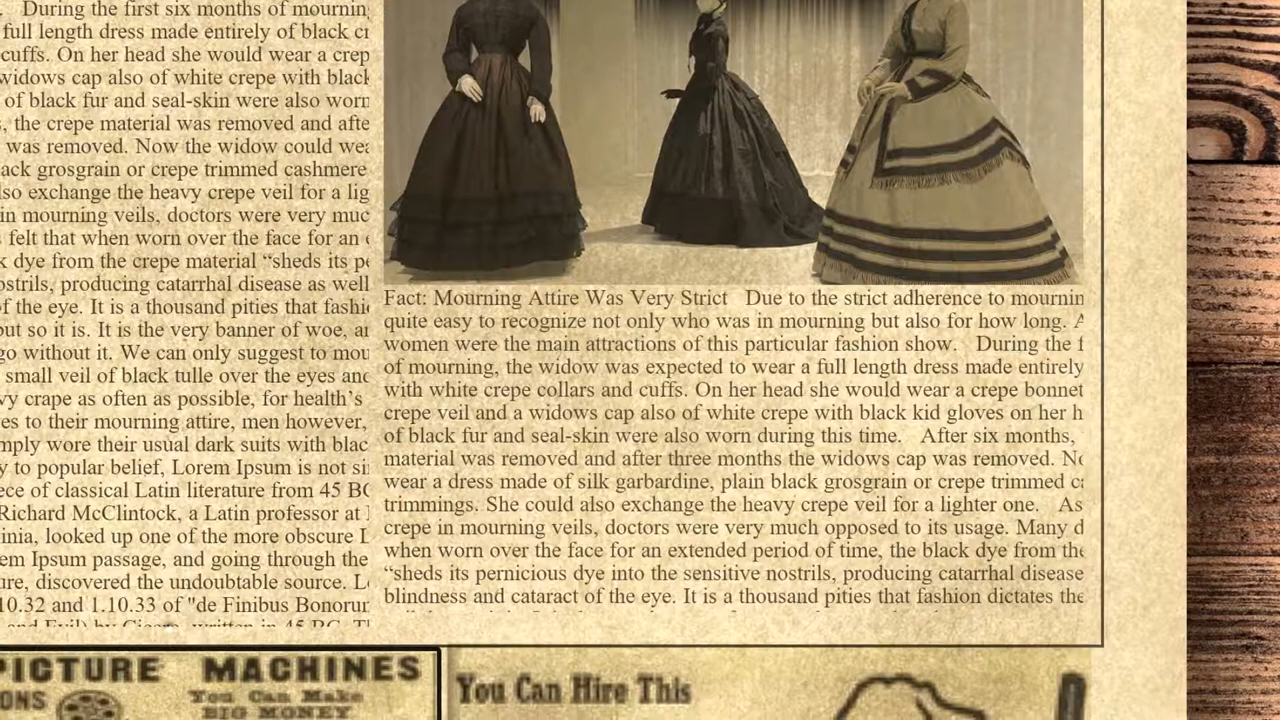 During the first six months of mournin
full length dress made entirely of black cr
cuffs. On her head she would wear a crep
widows cap also of white crepe with black
of black fur and seal-skin were also worn
, the crepe material was removed and afte
was removed. Now the widow could wea
ack grosgrain or crepe trimmed cashmere
lso exchange the heavy crepe veil for a lig
in mourning veils, doctors were very muc
s felt that when worn over the face for an
k dye from the crepe material “sheds its pe
ostrils, producing catarrhal disease as well
of the eye. It is a thousand pities that fashi
but so it is. It is the very banner of woe, an
go without it. We can only suggest to mou
small veil of black tulle over the eyes and
vy crape as often as possible, for health’s
es to their mourning attire, men however,
mply wore their usual dark suits with blac
y to popular belief, Lorem Ipsum is not si
ece of classical Latin literature from 45 BC
Richard McClintock, a Latin professor at
inia, looked up one of the more obscure L
em Ipsum passage, and going through the
ure, discovered the undoubtable source. L
10.32 and 1.10.33 of "de Finibus Bonorum
and Evil) by Cicero, written in 45 BC. Th
Fact: Mourning Attire Was Very Strict Due to the strict adherence to mournin
quite easy to recognize not only who was in mourning but also for how long. A
women were the main attractions of this particular fashion show. During the f
of mourning, the widow was expected to wear a full length dress made entirely
with white crepe collars and cuffs. On her head she would wear a crepe bonnet
crepe veil and a widows cap also of white crepe with black kid gloves on her h
of black fur and seal-skin were also worn during this time. After six months,
material was removed and after three months the widows cap was removed. No
wear a dress made of silk garbardine, plain black grosgrain or crepe trimmed ca
trimmings. She could also exchange the heavy crepe veil for a lighter one. As
crepe in mourning veils, doctors were very much opposed to its usage. Many d
when worn over the face for an extended period of time, the black dye from the
“sheds its pernicious dye into the sensitive nostrils, producing catarrhal disease
blindness and cataract of the eye. It is a thousand pities that fashion dictates the
PICTURE MACHINES
ONS You Can Make
BIG MONEY
You Can Hire This